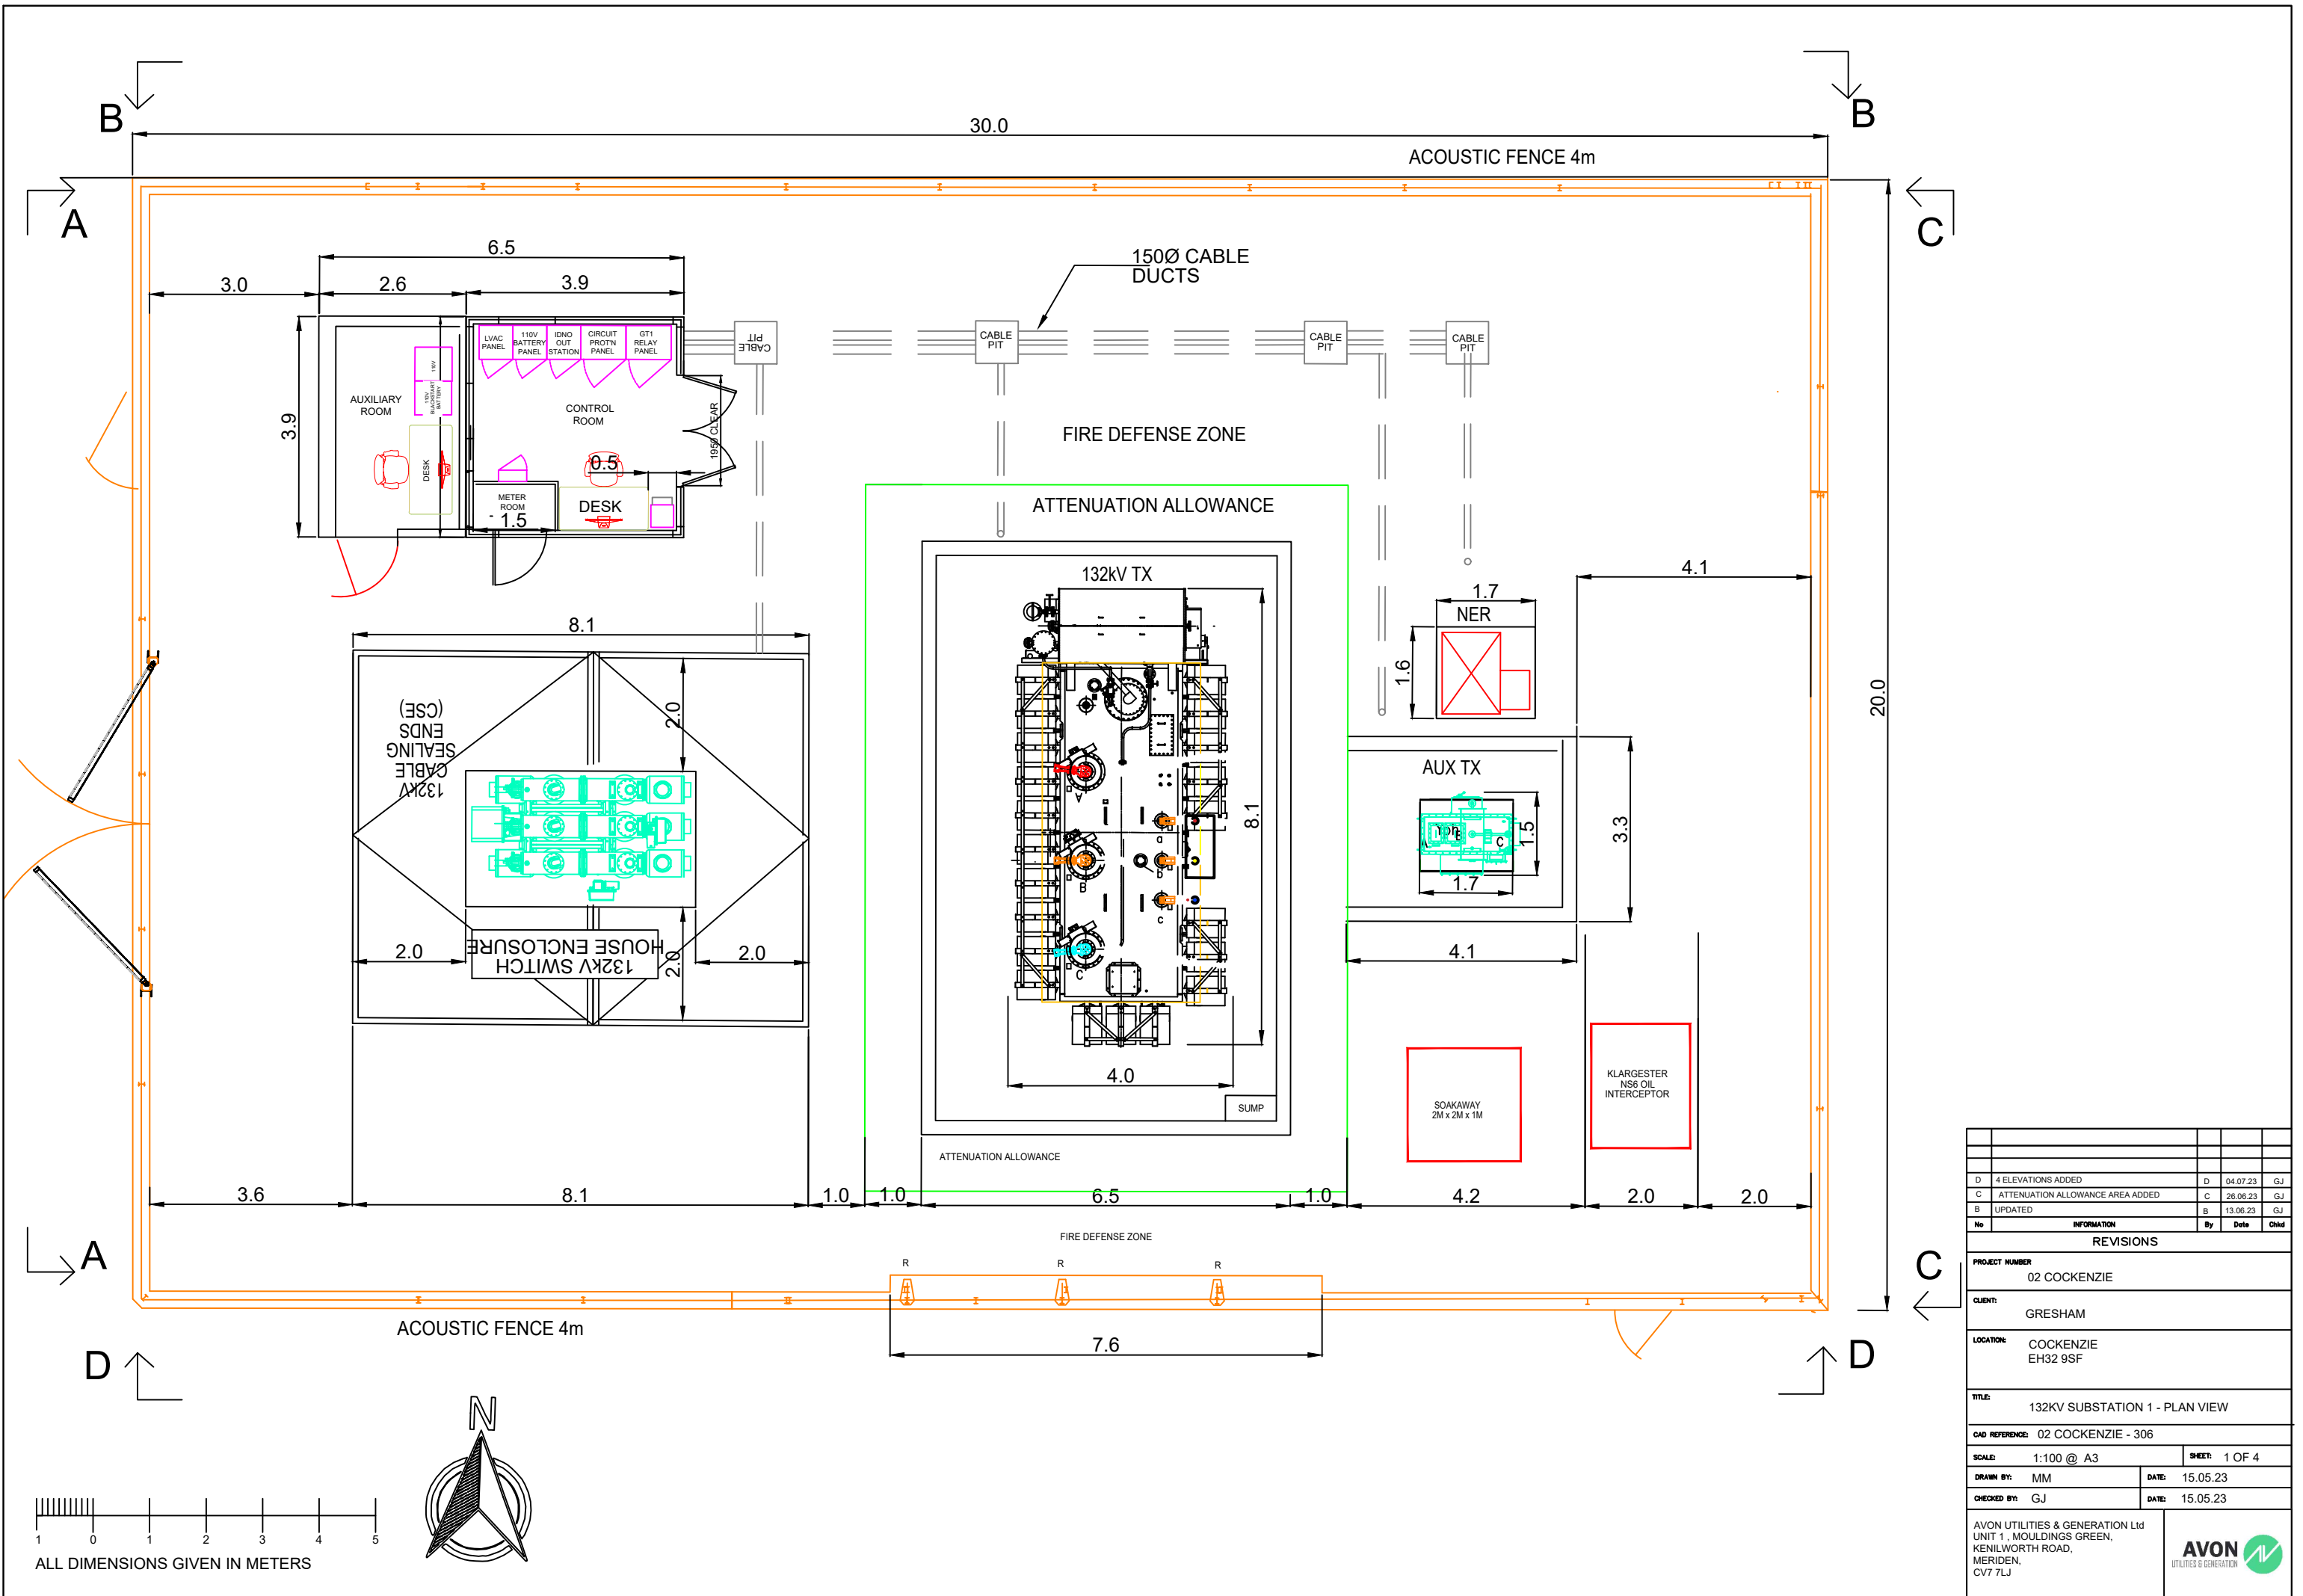 B
B
30.0
ACOUSTIC FENCE 4m
A
C
6.5
150Ø CABLE
DUCTS
3.0
2.6
3.9
LVAC
PANEL
110V
BATTERY
PANEL
IDNO
OUT
STATION
CIRCUIT
PROT'N
PANEL
GT1
RELAY
PANEL
CABLE
PIT
CABLE
PIT
CABLE
PIT
CABLE
PIT
110V
110V
BLACKSTART
BATTERY
AUXILIARY
ROOM
CONTROL
ROOM
1950 CLEAR
3.9
FIRE DEFENSE ZONE
DESK
0.5
METER
ROOM
1.5
DESK
ATTENUATION ALLOWANCE
132kV TX
4.1
1.7
NER
1.6
8.1
20.0
132kV
CABLE
SEALING
ENDS
(CSE)
2.0
AUX TX
A
8.1
3.3
1.5
a
B
b
C
B
c
1.7
C
132kV SWITCH
HOUSE ENCLOSURE
2.0
2.0
2.0
4.1
4.0
SUMP
SOAKAWAY
2M x 2M x 1M
KLARGESTER
NS6 OIL
INTERCEPTOR
ATTENUATION ALLOWANCE
3.6
8.1
1.0
1.0
6.5
1.0
4.2
2.0
2.0
FIRE DEFENSE ZONE
A
R
R
R
C
ACOUSTIC FENCE 4m
7.6
D
D
N
1 0 1 2 3 4 5
ALL DIMENSIONS GIVEN IN METERS
D 4 ELEVATIONS ADDED D 04.07.23 GJ
C ATTENUATION ALLOWANCE AREA ADDED C 26.06.23 GJ
B UPDATED B 13.06.23 GJ
No INFORMATION By Date Chkd
REVISIONS
PROJECT NUMBER
02 COCKENZIE
CLIENT:
GRESHAM
LOCATION:
COCKENZIE
EH32 9SF
TITLE:
132KV SUBSTATION 1 - PLAN VIEW
CAD REFERENCE: 02 COCKENZIE - 306
SCALE: 1:100 @ A3 SHEET: 1 OF 4
DRAWN BY: MM DATE: 15.05.23
CHECKED BY: GJ DATE: 15.05.23
AVON UTILITIES & GENERATION Ltd
UNIT 1 , MOULDINGS GREEN,
KENILWORTH ROAD,
MERIDEN,
CV7 7LJ
AVON
UTILITIES & GENERATION